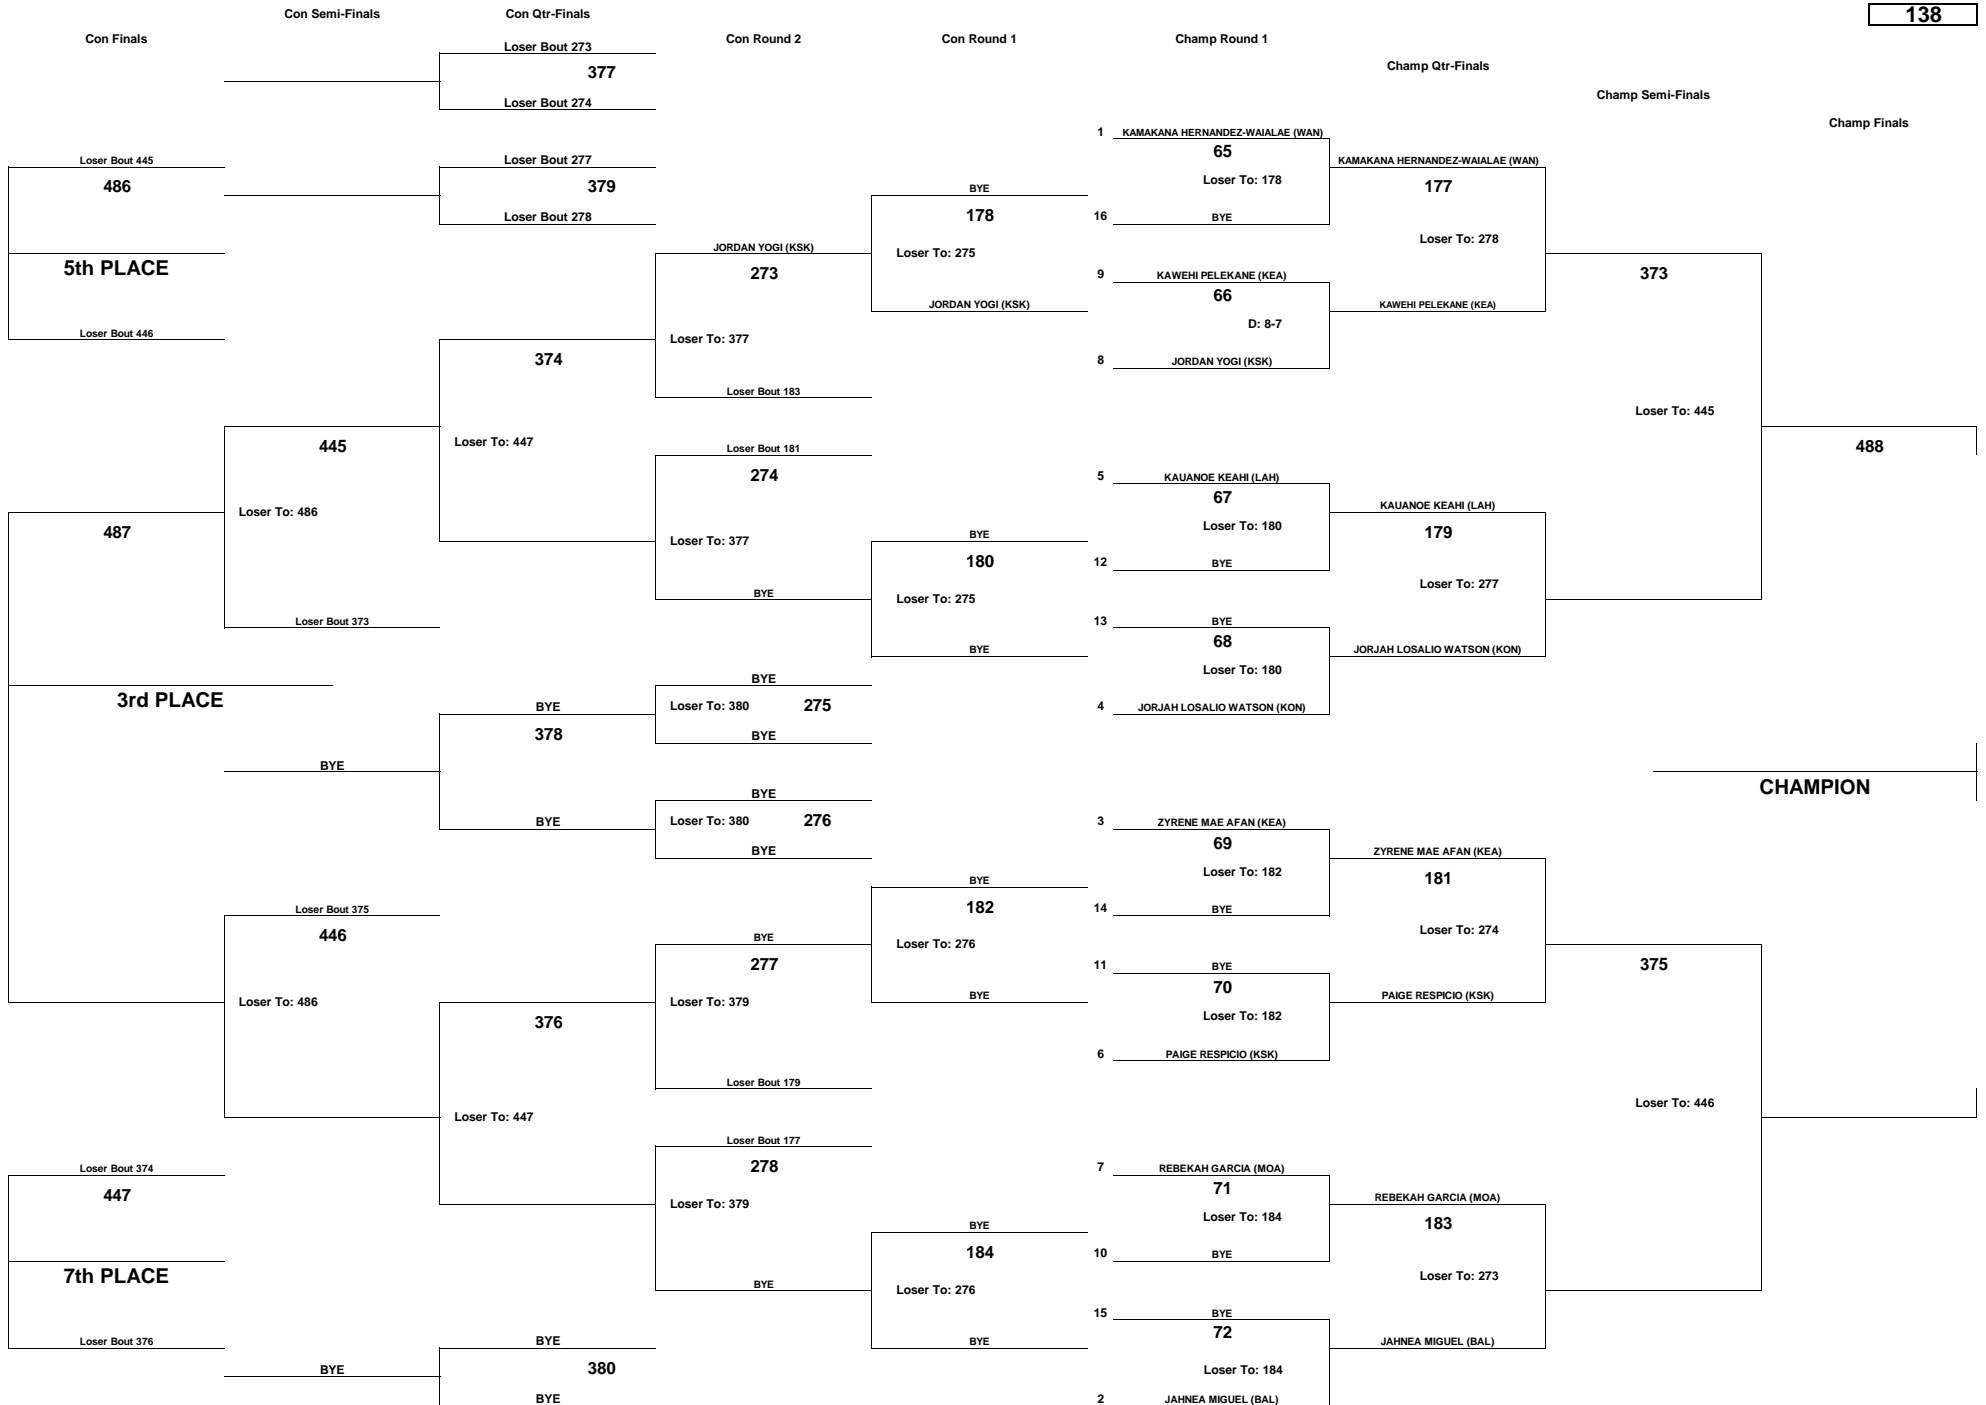 Con Semi-Finals
Con Qtr-Finals
138
Con Finals
Con Round 2
Con Round 1
Champ Round 1
Loser Bout 273
377
Champ Qtr-Finals
Loser Bout 274
Champ Semi-Finals
Champ Finals
1 KAMAKANA HERNANDEZ-WAIALAE (WAN)
65
Loser Bout 445
Loser Bout 277
KAMAKANA HERNANDEZ-WAIALAE (WAN)
486
379
Loser To: 178
177
BYE
Loser Bout 278
178
16 BYE
Loser To: 278
JORDAN YOGI (KSK)
Loser To: 275
5th PLACE
273
9 KAWEHI PELEKANE (KEA)
373
66
JORDAN YOGI (KSK)
KAWEHI PELEKANE (KEA)
D: 8-7
Loser Bout 446
Loser To: 377
374
8 JORDAN YOGI (KSK)
Loser Bout 183
Loser To: 445
445
Loser To: 447
Loser Bout 181
488
274
5 KAUANOE KEAHI (LAH)
67
Loser To: 486
KAUANOE KEAHI (LAH)
487
Loser To: 180
179
Loser To: 377
BYE
180
12 BYE
Loser To: 277
BYE
Loser To: 275
Loser Bout 373
13 BYE
68
BYE
JORJAH LOSALIO WATSON (KON)
Loser To: 180
BYE
3rd PLACE
BYE
Loser To: 380
275
4 JORJAH LOSALIO WATSON (KON)
378
BYE
BYE
CHAMPION
BYE
BYE
Loser To: 380
276
3 ZYRENE MAE AFAN (KEA)
69
BYE
ZYRENE MAE AFAN (KEA)
Loser To: 182
181
BYE
Loser Bout 375
182
14 BYE
446
BYE
Loser To: 276
Loser To: 274
277
11 BYE
375
70
Loser To: 486
Loser To: 379
BYE
PAIGE RESPICIO (KSK)
376
Loser To: 182
6 PAIGE RESPICIO (KSK)
Loser Bout 179
Loser To: 447
Loser To: 446
Loser Bout 177
Loser Bout 374
278
7 REBEKAH GARCIA (MOA)
447
71
Loser To: 379
REBEKAH GARCIA (MOA)
Loser To: 184
BYE
183
184
10 BYE
7th PLACE
BYE
Loser To: 276
Loser To: 273
15 BYE
Loser Bout 376
BYE
BYE
72
JAHNEA MIGUEL (BAL)
BYE
380
Loser To: 184
BYE
2 JAHNEA MIGUEL (BAL)